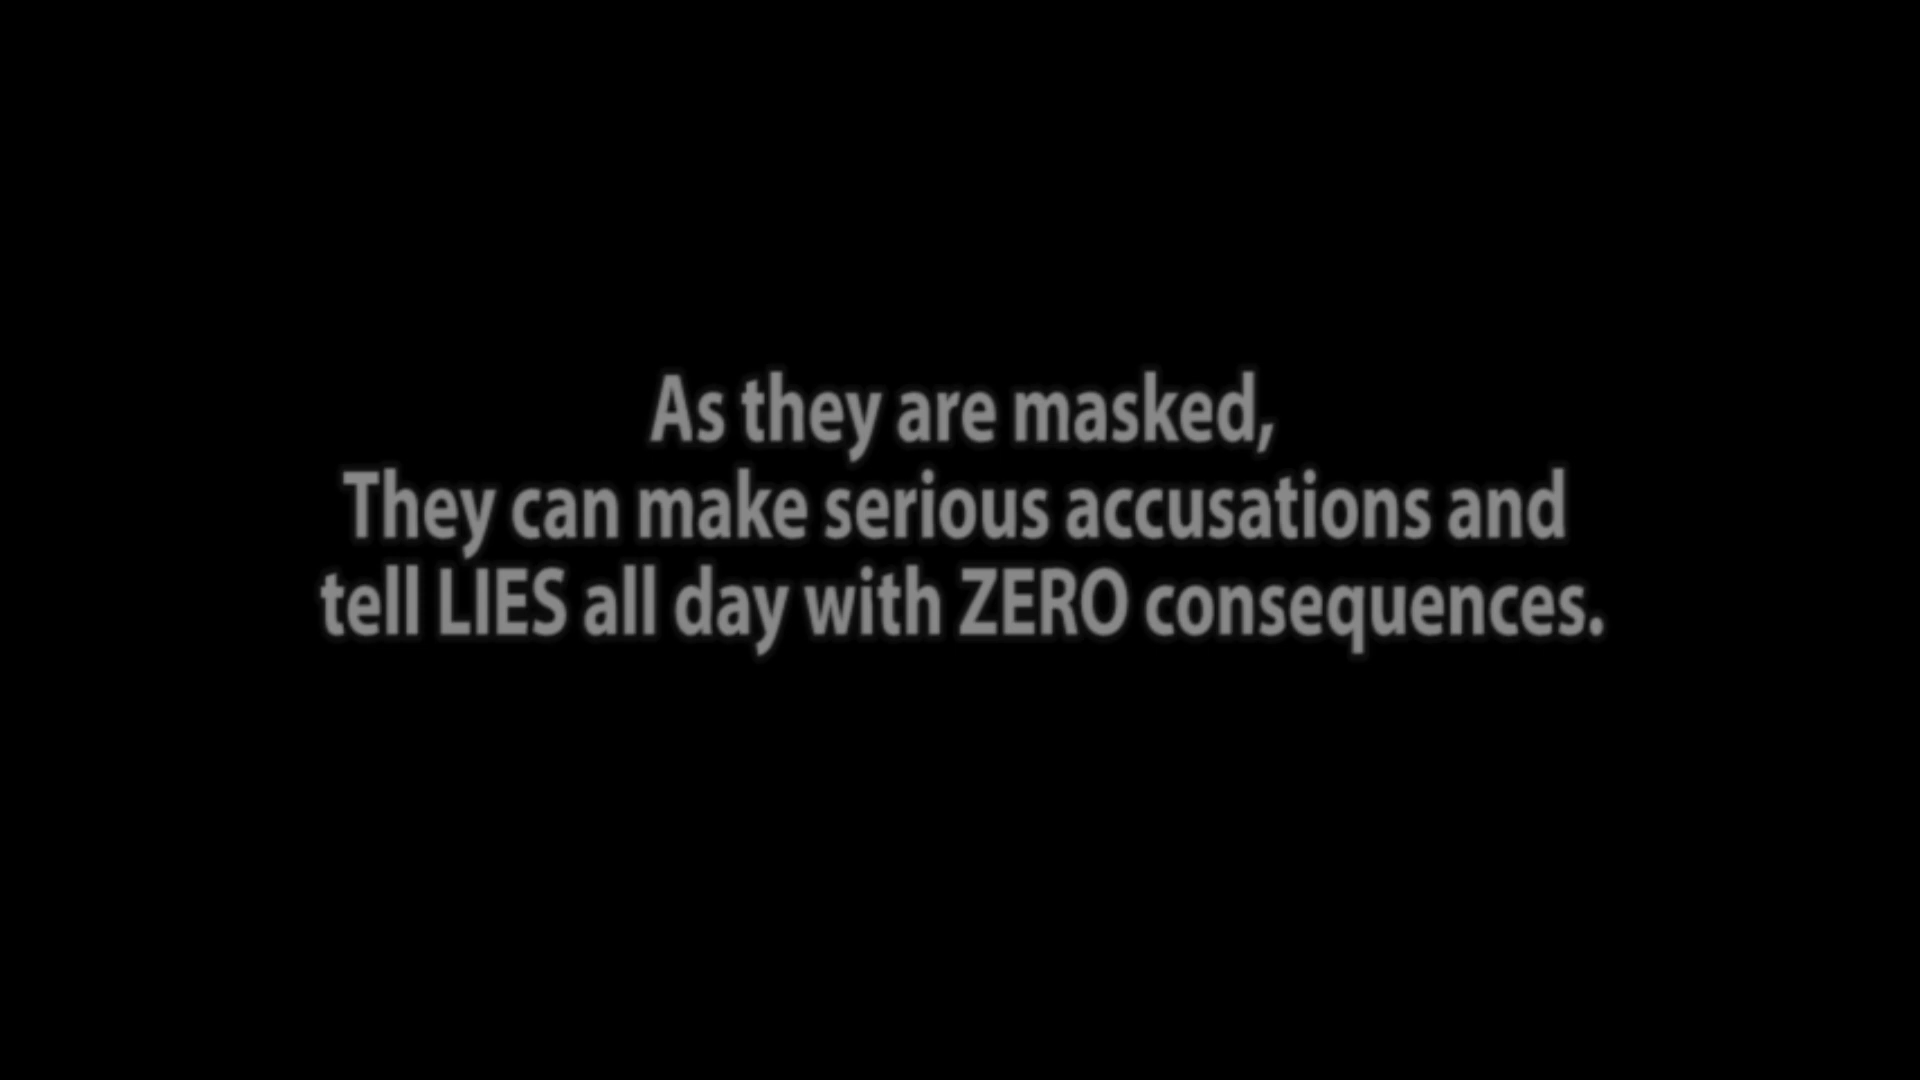 As they are masked,
They can make serious accusations and
tell LIES all day with ZERO consequences.